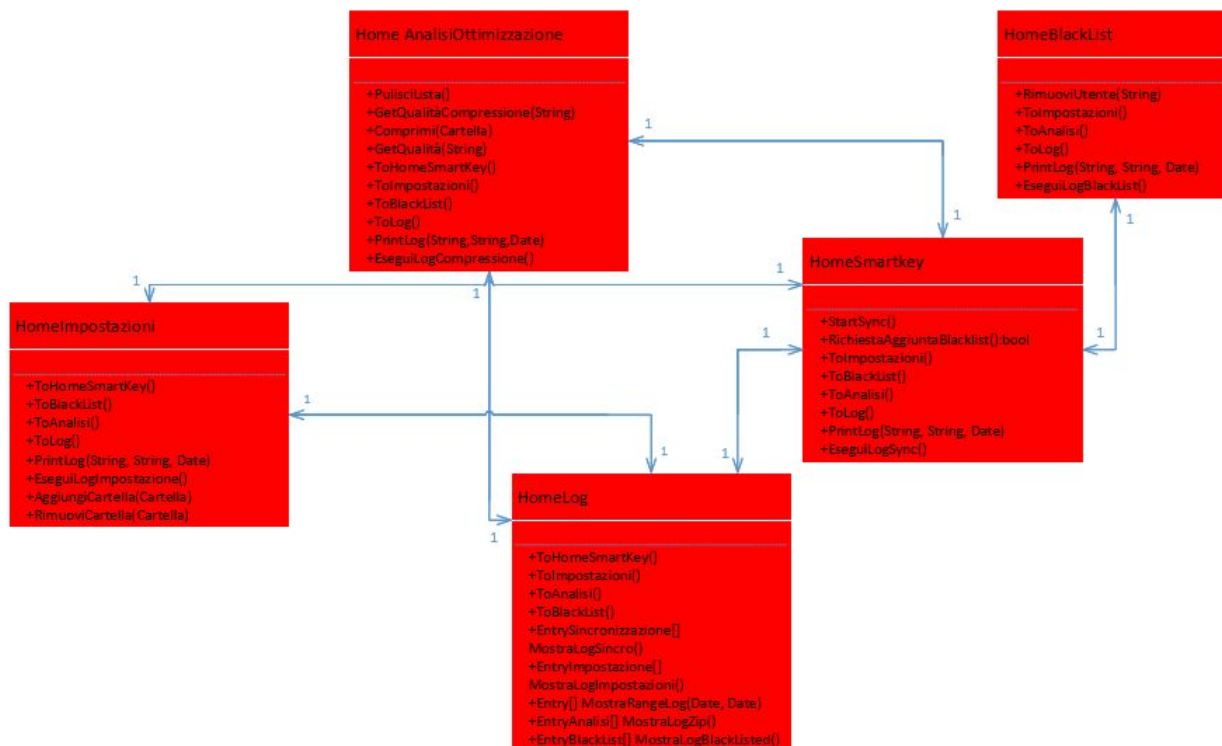 Home AnalisiOttimizzazione
+PulisciLista()
+GetQualitàCompressione(String)
+Comprimi(Cartella)
+GetQualità(String)
+ToHomeSmartKey()
+ToImpostazioni()
+ToBlackList()
+ToLog()
+PrintLog(String,String,Date)
+EseguiLogCompressione()
HomeBlackList
+RimuoviUtente(String)
+ToImpostazioni()
+ToAnalisi()
+ToLog()
+PrintLog(String, String, Date)
+EseguiLogBlackList()
1
1
1
1
1
1
HomeSmartkey
+StartSync()
+RichiestaAggiuntaBlacklist():bool
+ToImpostazioni()
+ToBlackList()
+ToAnalisi()
+ToLog()
+PrintLog(String, String, Date)
+EseguiLogSync()
HomeImpostazioni
+ToHomeSmartKey()
+ToBlackList()
+ToAnalisi()
+ToLog()
+PrintLog(String, String, Date)
+EseguiLogImpostazione()
+AggiungiCartella(Cartella)
+RimuoviCartella(Cartella)
1
1
1
1
1
1
HomeLog
+ToHomeSmartKey()
+ToImpostazioni()
+ToAnalisi()
+ToBlackList()
+EntrySincronizzazione[]
MostraLogSincro()
+EntryImpostazione[]
MostraLogImpostazioni()
+Entry[] MostraRangeLog(Date, Date)
+EntryAnalisi[] MostraLogZip()
+EntryBlackList[] MostraLogBlackListed()